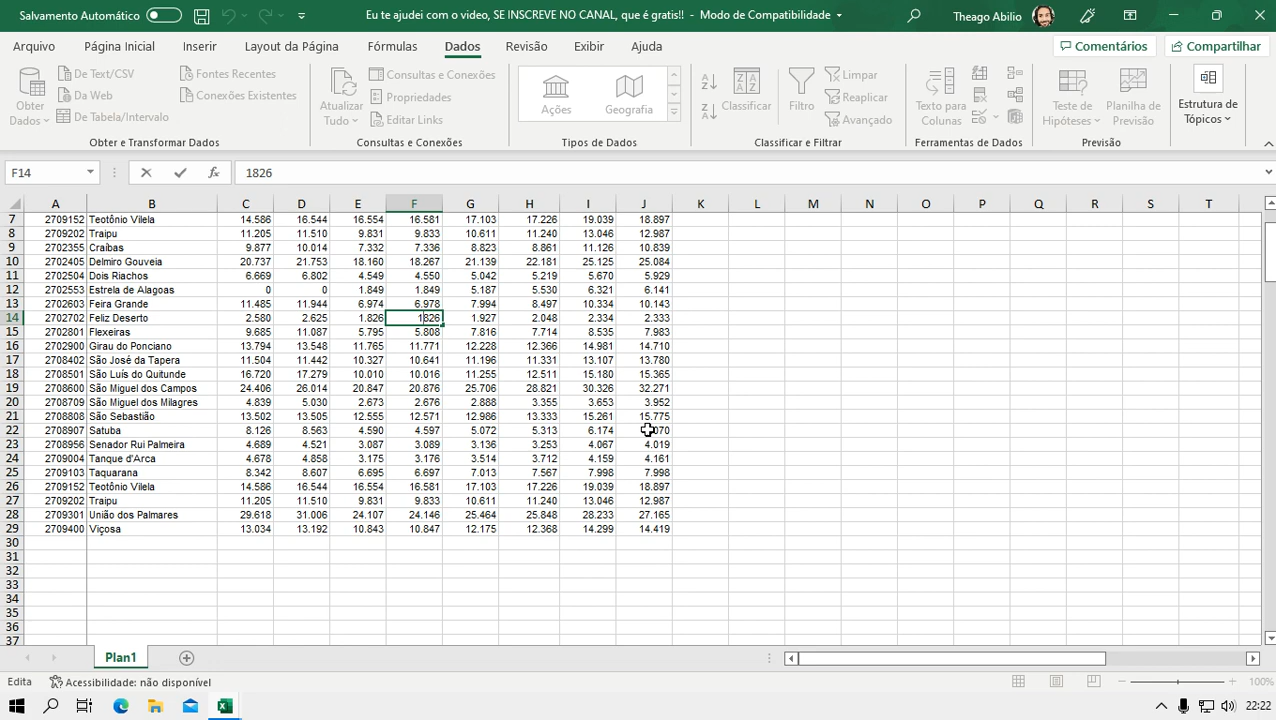 Salvamento Automático Eu te ajudei com o video, SE INSCREVE NO CANAL, que é gratis!! - Modo de Compatibilidade Theago Abilio
Arquivo Página Inicial Inserir Layout da Página Fórmulas Dados Revisão Exibir Ajuda Comentários Compartilhar
De Text/CSV Fontes Recentes Consultas e Conexões Limpar
Da Web Conexões Existentes Propriedades Reaplicar
De Tabela/Intervalo Editar Links Avançado
Obter Dados Atualizar Tudo Ações Geografia Classificar Filtro Texto para Colunas Teste de Hipóteses Planilha de Previsão Estrutura de Tópicos
Obter e Transformar Dados Consultas e Conexões Tipos de Dados Classificar e Filtrar Ferramentas de Dados Previsão
F14 fx 1826
A B C D E F G H I J K L M N O P Q R S T
7 2709152 Teotônio Vilela 14.586 16.544 16.554 16.581 17.103 17.226 19.039 18.897
8 2709202 Traipu 11.205 11.510 9.831 9.833 10.611 11.240 13.046 12.987
9 2702355 Craíbas 9.877 10.014 7.332 7.336 8.823 8.861 11.126 10.839
10 2702405 Delmiro Gouveia 20.737 21.753 18.160 18.267 21.139 22.181 25.125 25.084
11 2702504 Dois Riachos 6.669 6.802 4.549 4.550 5.042 5.219 5.670 5.929
12 2702553 Estrela de Alagoas 0 0 1.849 1.849 5.187 5.530 6.321 6.141
13 2702603 Feira Grande 11.485 11.944 6.974 6.978 7.994 8.497 10.334 10.143
14 2702702 Feliz Deserto 2.580 2.625 1.826 1826 1.927 2.048 2.334 2.333
15 2702801 Flexeiras 9.685 11.087 5.795 5.808 7.816 7.714 8.535 7.983
16 2702900 Girau do Ponciano 13.794 13.548 11.765 11.771 12.228 12.366 14.981 14.710
17 2708402 São José da Tapera 11.504 11.442 10.327 10.641 11.196 11.331 13.107 13.780
18 2708501 São Luís do Quitunde 16.720 17.279 10.010 10.016 11.255 12.511 15.180 15.365
19 2708600 São Miguel dos Campos 24.406 26.014 20.847 20.876 25.706 28.821 30.326 32.271
20 2708709 São Miguel dos Milagres 4.839 5.030 2.673 2.676 2.888 3.355 3.653 3.952
21 2708808 São Sebastião 13.502 13.505 12.555 12.571 12.986 13.333 15.261 15.775
22 2708907 Satuba 8.126 8.563 4.590 4.597 5.072 5.313 6.174
23 2708956 Senador Rui Palmeira 4.689 4.521 3.087 3.089 3.136 3.253 4.067 4.019
24 2709004 Tanque d'Arca 4.678 4.858 3.175 3.176 3.514 3.712 4.159 4.161
25 2709103 Taquarana 8.342 8.607 6.695 6.697 7.013 7.567 7.998 7.998
26 2709152 Teotônio Vilela 14.586 16.544 16.554 16.581 17.103 17.226 19.039 18.897
27 2709202 Traipu 11.205 11.510 9.831 9.833 10.611 11.240 13.046 12.987
28 2709301 União dos Palmares 29.618 31.006 24.107 24.146 25.464 25.848 28.233 27.165
29 2709400 Viçosa 13.034 13.192 10.843 10.847 12.175 12.368 14.299 14.419
30
31
32
33
34
35
36
37
Plan1
Edita Acessibilidade: não disponível 100%
22:22